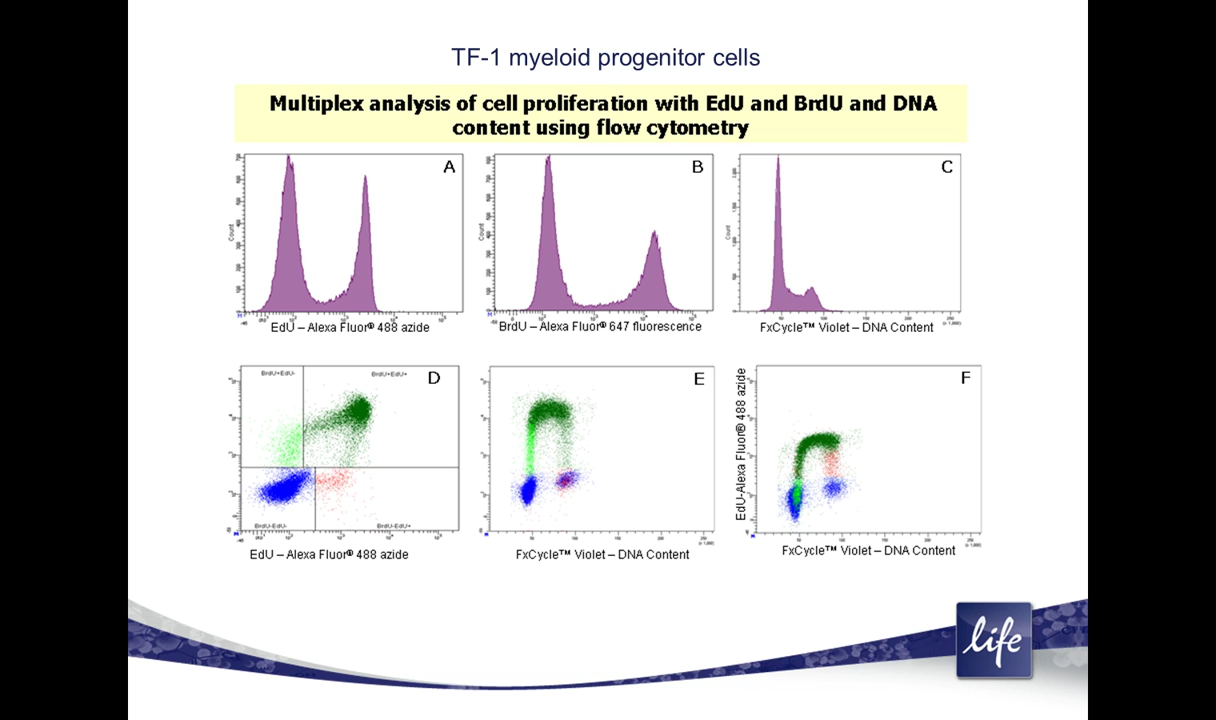 TF-1 myeloid progenitor cells
Multiplex analysis of cell proliferation with EdU and BrdU and DNA
content using flow cytometry
A
Count
EdU – Alexa Fluor® 488 azide
B
Count
BrdU – Alexa Fluor® 647 fluorescence
C
Count
FxCycle™ Violet – DNA Content
D
BrdU+EdU-
BrdU+EdU+
BrdU-EdU-
BrdU-EdU+
EdU – Alexa Fluor® 488 azide
E
FxCycle™ Violet – DNA Content
F
EdU-Alexa Fluor® 488 azide
FxCycle™ Violet – DNA Content
life